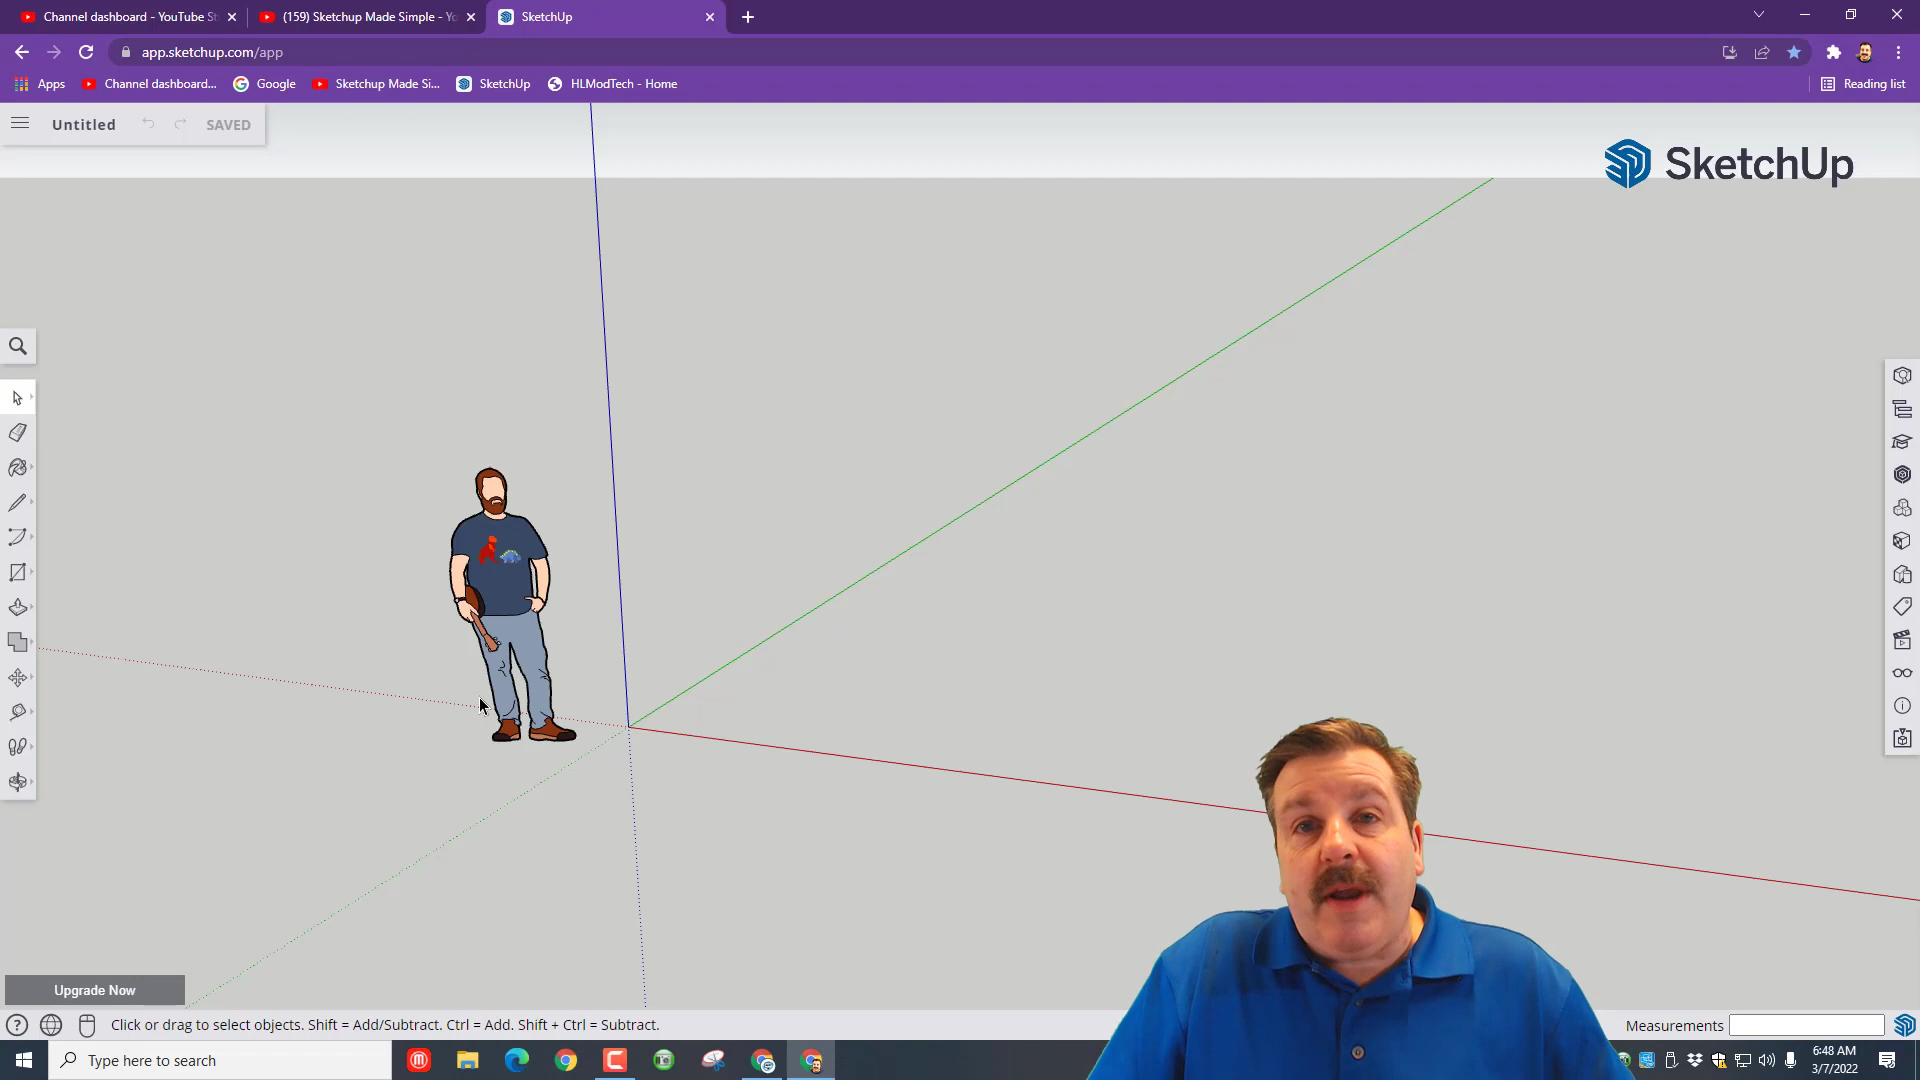 Channel dashboard - YouTube St
(159) Sketchup Made Simple - Yo
SketchUp
app.sketchup.com/app
Apps
Channel dashboard...
Google
Sketchup Made Si...
SketchUp
HLModTech - Home
Reading list
Untitled
SAVED
SketchUp
Upgrade Now
Click or drag to select objects. Shift = Add/Subtract. Ctrl = Add. Shift + Ctrl = Subtract.
Measurements
Type here to search
6:48 AM
3/7/2022